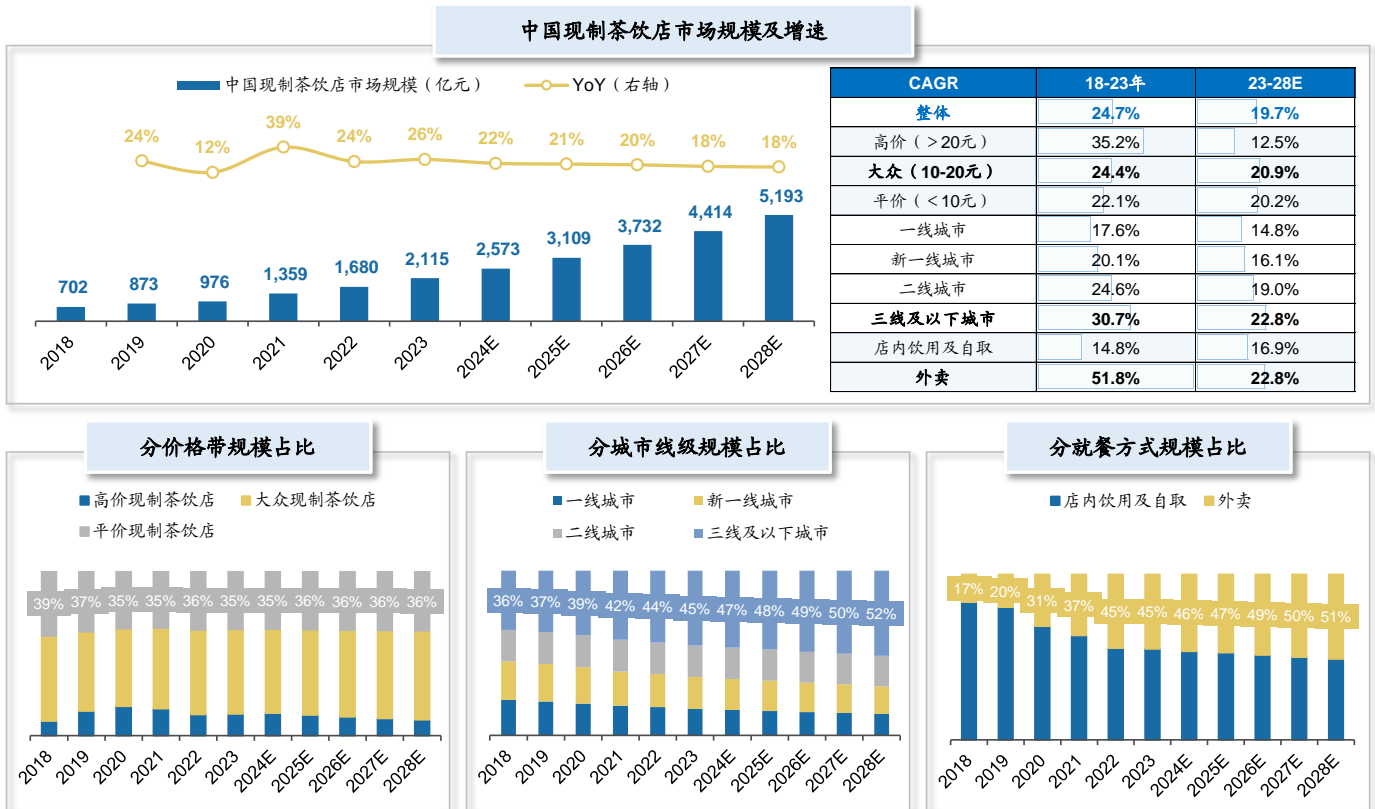 中国现制茶饮店市场规模及增速
中国现制茶饮店市场规模（亿元） YoY（右轴）
24% 12% 39% 24% 26% 22% 21% 20% 18% 18%
702 873 976 1,359 1,680 2,115 2,573 3,109 3,732 4,414 5,193
2018 2019 2020 2021 2022 2023 2024E 2025E 2026E 2027E 2028E
CAGR 18-23年 23-28E
整体 24.7% 19.7%
高价（＞20元） 35.2% 12.5%
大众（10-20元） 24.4% 20.9%
平价（＜10元） 22.1% 20.2%
一线城市 17.6% 14.8%
新一线城市 20.1% 16.1%
二线城市 24.6% 19.0%
三线及以下城市 30.7% 22.8%
店内饮用及自取 14.8% 16.9%
外卖 51.8% 22.8%
分价格带规模占比
高价现制茶饮店 大众现制茶饮店
平价现制茶饮店
39% 37% 35% 35% 36% 35% 35% 36% 36% 36% 36%
2018 2019 2020 2021 2022 2023 2024E 2025E 2026E 2027E 2028E
分城市线级规模占比
一线城市 新一线城市
二线城市 三线及以下城市
36% 37% 39% 42% 44% 45% 47% 48% 49% 50% 52%
2018 2019 2020 2021 2022 2023 2024E 2025E 2026E 2027E 2028E
分就餐方式规模占比
店内饮用及自取 外卖
17% 20% 31% 37% 45% 45% 46% 47% 49% 50% 51%
2018 2019 2020 2021 2022 2023 2024E 2025E 2026E 2027E 2028E